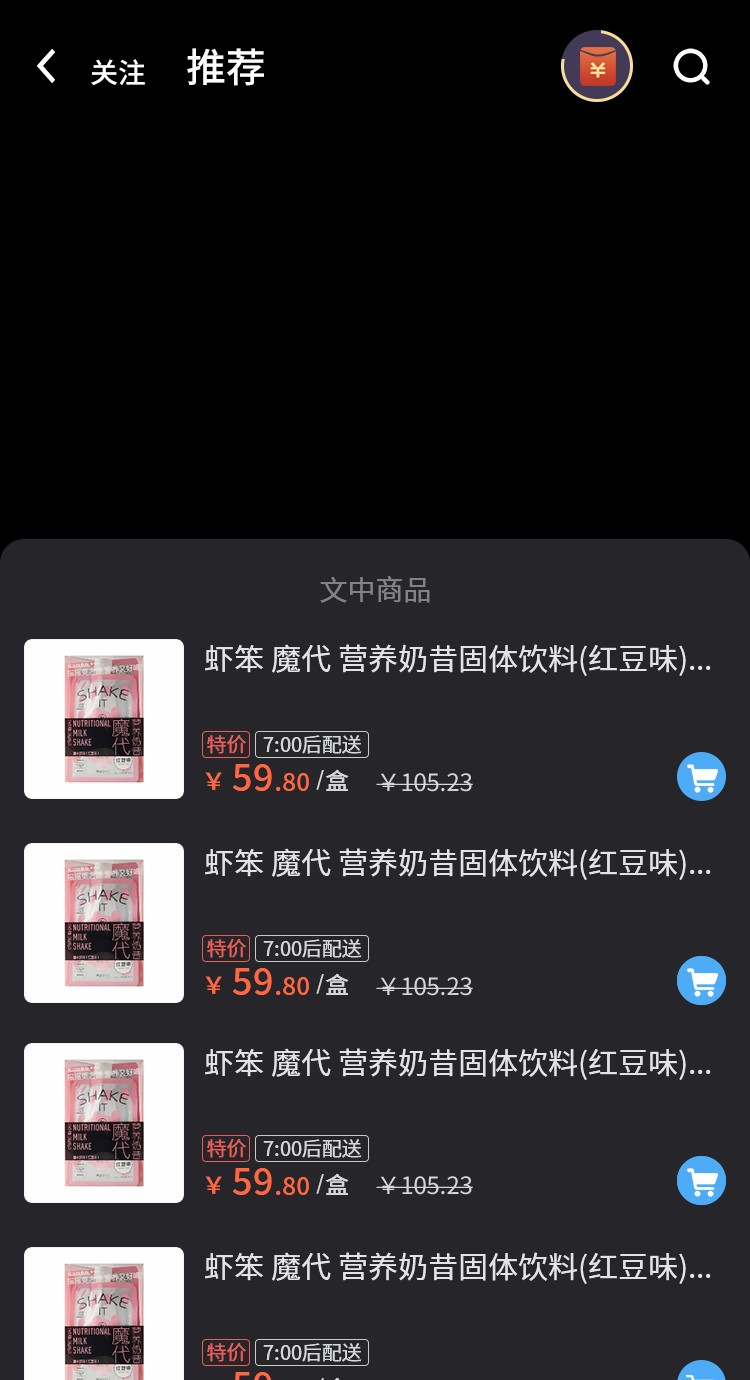 关注 推荐
¥
文中商品
虾笨 魔代 营养奶昔固体饮料(红豆味)...
SHAKE
IT
NUTRITIONAL
MILK
SHAKE
魔代
特价 7:00后配送
¥ 59.80 /盒 ¥105.23
虾笨 魔代 营养奶昔固体饮料(红豆味)...
SHAKE
IT
NUTRITIONAL
MILK
SHAKE
魔代
特价 7:00后配送
¥ 59.80 /盒 ¥105.23
虾笨 魔代 营养奶昔固体饮料(红豆味)...
SHAKE
IT
NUTRITIONAL
MILK
SHAKE
魔代
特价 7:00后配送
¥ 59.80 /盒 ¥105.23
虾笨 魔代 营养奶昔固体饮料(红豆味)...
SHAKE
IT
NUTRITIONAL
MILK
SHAKE
魔代
特价 7:00后配送